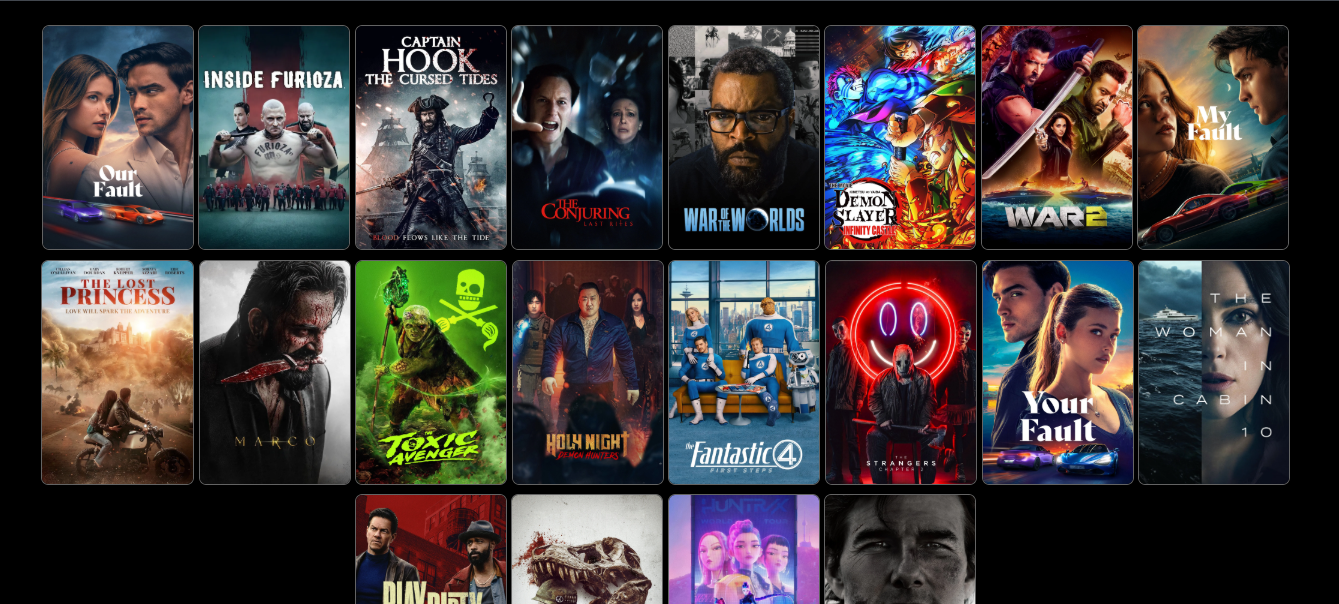 Our
Fault
INSIDE FURIOZA
FURIOZA
CAPTAIN
HOOK
THE CURSED TIDES
BLOOD FLOWS LIKE THE TIDE
THE
CONJURING
LAST RITES
WAR OF THE WORLDS
DEMON
SLAYER
INFINITY CASTLE
WAR2
My
Fault
THE LOST
PRINCESS
LOVE WILL SPARK THE ADVENTURE
MARCO
THE
TOXIC
AVENGER
HOLY NIGHT
DEMON HUNTERS
the Fantastic 4
FIRST STEPS
THE
STRANGERS
CHAPTER 2
Your
Fault
THE
WOMAN
IN
CABIN
10
PLAY DIRTY
HUNTR/X